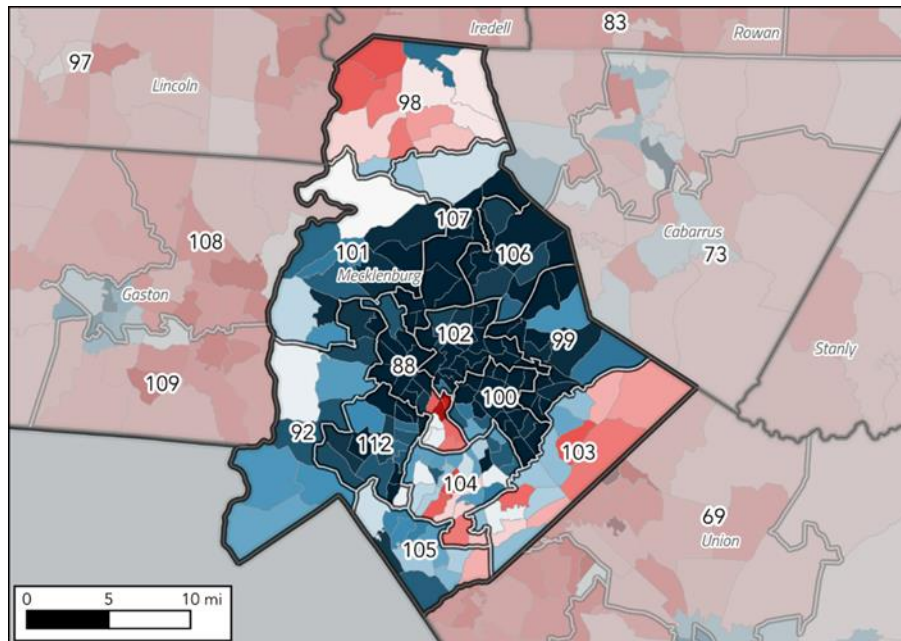 Iredell
83
Rowan
97
Lincoln
98
107
108
101
106
Cabarrus
73
Mecklenburg
Gaston
102
99
Stanly
88
109
100
92
112
103
104
69
Union
105
0 5 10 mi